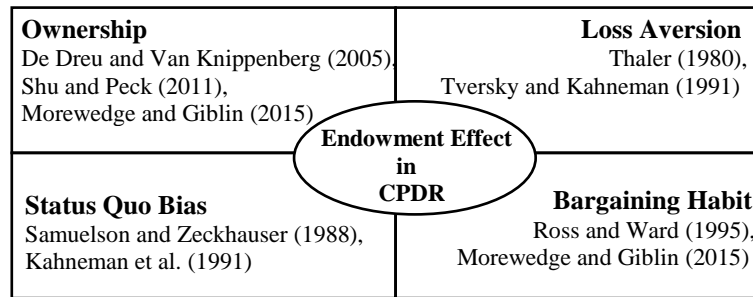 Ownership
De Dreu and Van Knippenberg (2005),
Shu and Peck (2011),
Morewedge and Giblin (2015)
Loss Aversion
Thaler (1980),
Tversky and Kahneman (1991)
Endowment Effect
in
CPDR
Status Quo Bias
Samuelson and Zeckhauser (1988),
Kahneman et al. (1991)
Bargaining Habit
Ross and Ward (1995),
Morewedge and Giblin (2015)